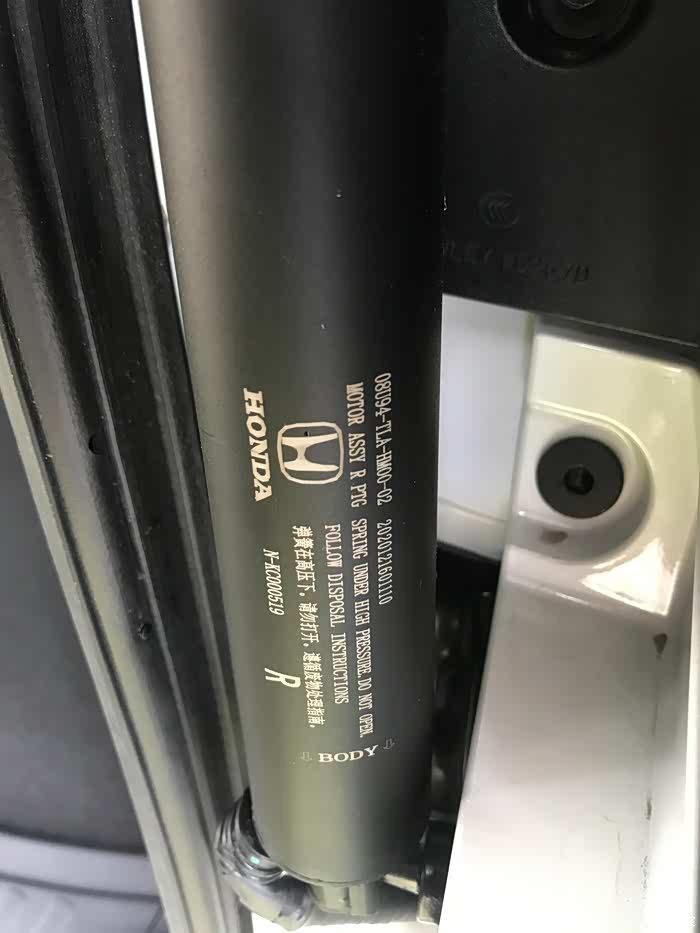 08U94-TLA-HM00-02 20201216O1110
MOTOR ASSY R PTG SPRING UNDER HIGH PRESSURE. DO NOT OPEN.
FOLLOW DISPOSAL INSTRUCTIONS
弹簧在高压下。请勿打开。遵循废物处理指南。
HONDA
N-KC000519
R
BODY